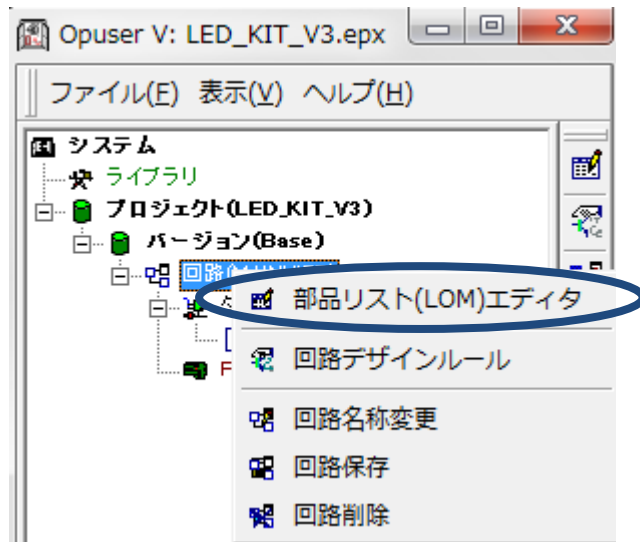 Opuser V: LED_KIT_V3.epx
ファイル(F) 表示(V) ヘルプ(H)
システム
ライブラリ
プロジェクト(LED_KIT_V3)
バージョン(Base)
回路
部品リスト(LOM)エディタ
回路デザインルール
F
回路名称変更
回路保存
回路削除